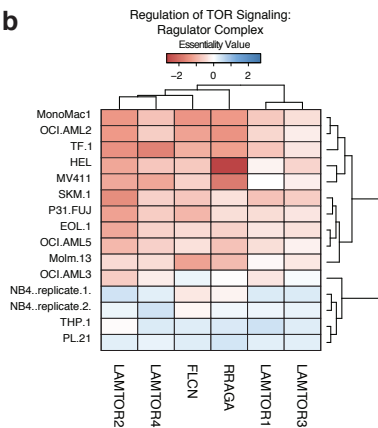 b
Regulation of TOR Signaling:
Ragulator Complex
Essentiality Value
−2 0 2
MonoMac1
OCI.AML2
TF.1
HEL
MV411
SKM.1
P31.FUJ
EOL.1
OCI.AML5
Molm.13
OCI.AML3
NB4..replicate.1.
NB4..replicate.2.
THP.1
PL.21
LAMTOR2
LAMTOR4
FLCN
RRAGA
LAMTOR1
LAMTOR3